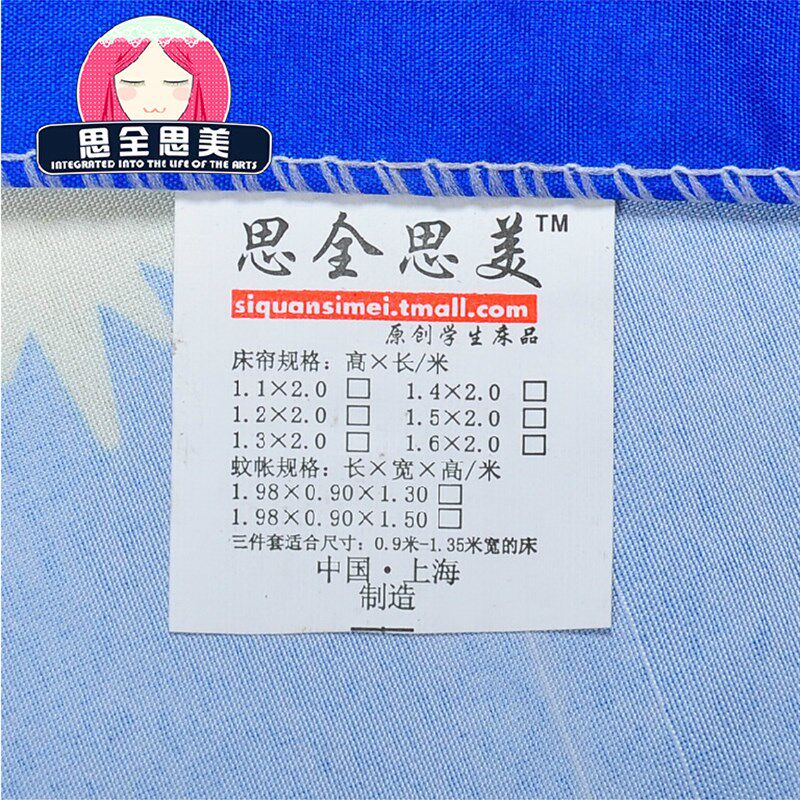 思全思美
INTEGRATED INTO THE LIFE OF THE ARTS
思全思美™
siquansimei.tmall.com
原创学生床品
床帘规格：高×长/米
1.1×2.0 □ 1.4×2.0 □
1.2×2.0 □ 1.5×2.0 □
1.3×2.0 □ 1.6×2.0 □
蚊帐规格：长×宽×高/米
1.98×0.90×1.30 □
1.98×0.90×1.50 □
三件套适合尺寸：0.9米-1.35米宽的床
中国·上海
制造